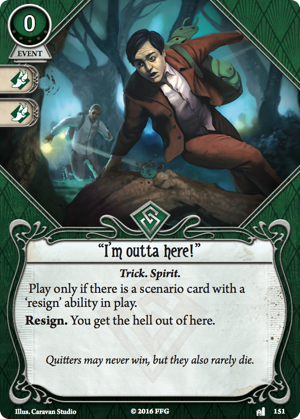 0
EVENT
“I’m outta here!”
Trick. Spirit.
Play only if there is a scenario card with a
‘resign’ ability in play.
Resign. You get the hell out of here.
Quitters may never win, but they also rarely die.
Illus. Caravan Studio
© 2016 FFG
151